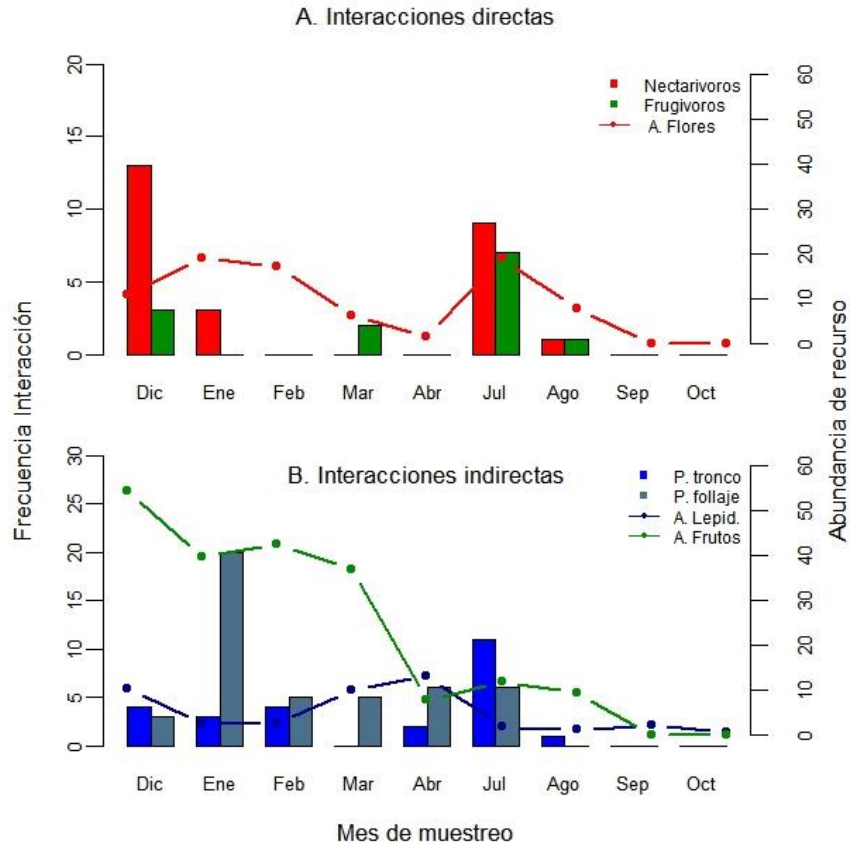 A. Interacciones directas
Nectarivoros
Frugivoros
A. Flores
20
15
10
5
0
60
50
40
30
20
10
0
Dic Ene Feb Mar Abr Jul Ago Sep Oct
Frecuencia Interacción
Abundancia de recurso
B. Interacciones indirectas
P. tronco
P. follaje
A. Lepid.
A. Frutos
30
25
20
15
10
5
0
60
50
40
30
20
10
0
Dic Ene Feb Mar Abr Jul Ago Sep Oct
Mes de muestreo